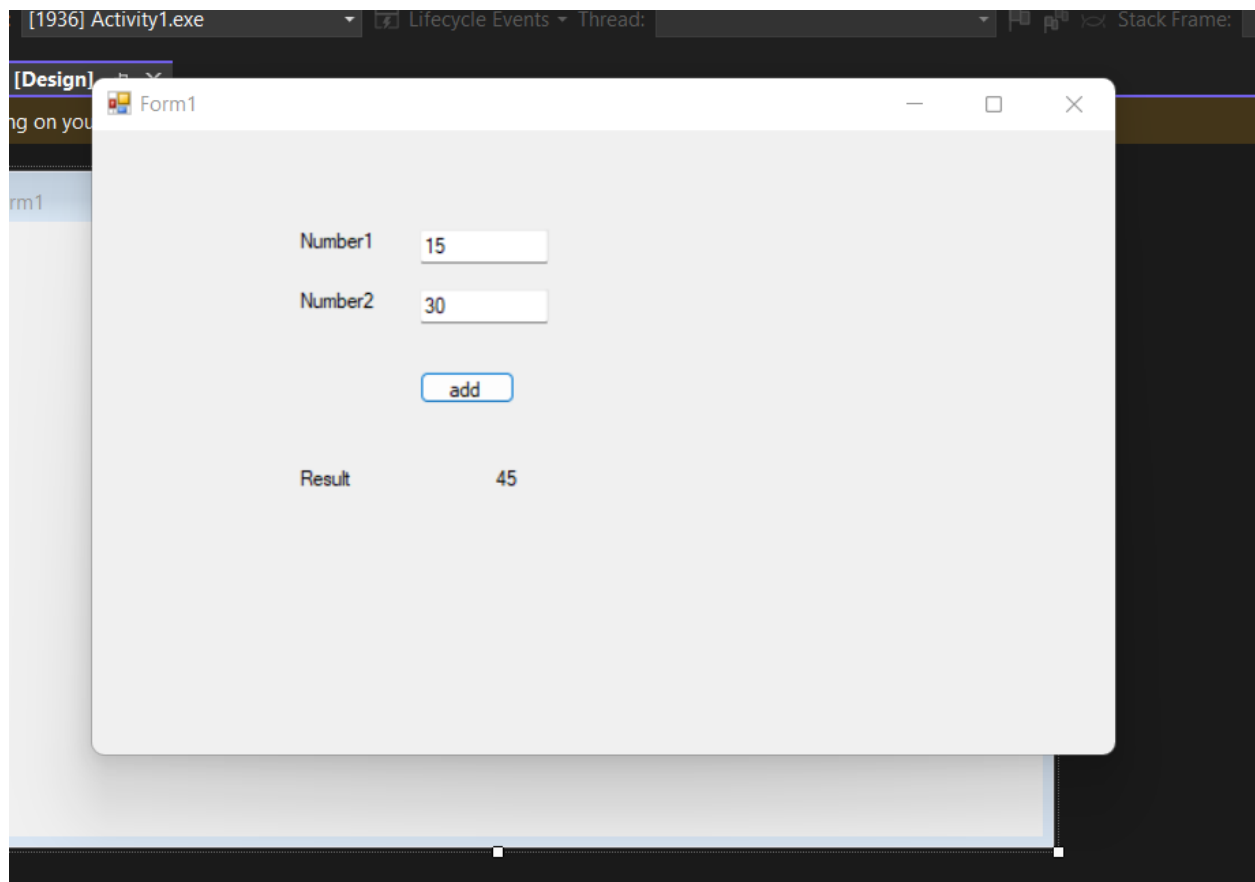 [1936] Activity1.exe Lifecycle Events Thread: Stack Frame:
[Design]
Form1
ng on you
rm1
Number1 15
Number2 30
add
Result 45